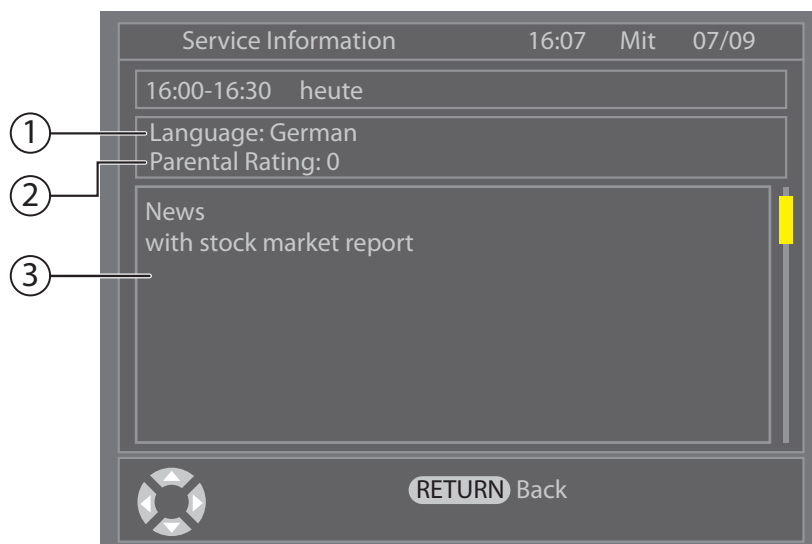 Service Information 16:07 Mit 07/09
16:00-16:30 heute
1 Language: German
2 Parental Rating: 0
News
with stock market report
3
RETURN Back